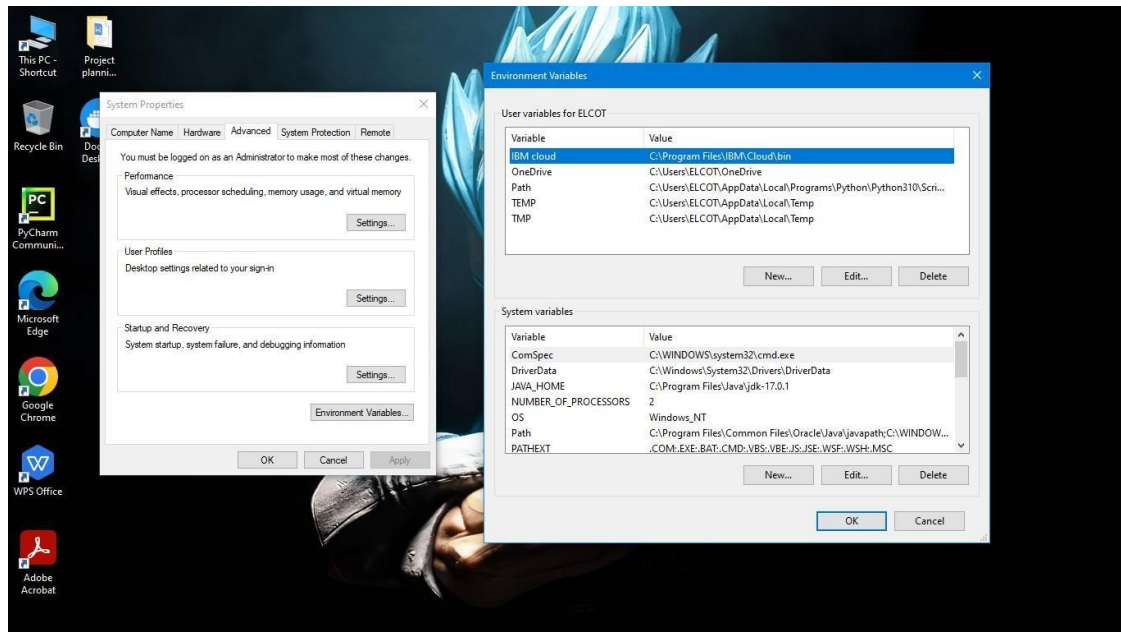 This PC -
Shortcut
Project
planni...
Recycle Bin
PC
PyCharm
Communi...
Microsoft
Edge
Google
Chrome
WPS Office
Adobe
Acrobat
System Properties
Computer Name Hardware Advanced System Protection Remote
You must be logged on as an Administrator to make most of these changes.
Performance
Visual effects, processor scheduling, memory usage, and virtual memory
Settings...
User Profiles
Desktop settings related to your sign-in
Settings...
Startup and Recovery
System startup, system failure, and debugging information
Settings...
Environment Variables...
OK Cancel Apply
Environment Variables
User variables for ELCOT
Variable Value
IBM cloud C:\Program Files\IBM\Cloud\bin
OneDrive C:\Users\ELCOT\OneDrive
Path C:\Users\ELCOT\AppData\Local\Programs\Python\Python310\Scri...
TEMP C:\Users\ELCOT\AppData\Local\Temp
TMP C:\Users\ELCOT\AppData\Local\Temp
New... Edit... Delete
System variables
Variable Value
ComSpec C:\WINDOWS\system32\cmd.exe
DriverData C:\Windows\System32\Drivers\DriverData
JAVA_HOME C:\Program Files\Java\jdk-17.0.1
NUMBER_OF_PROCESSORS 2
OS Windows_NT
Path C:\Program Files\Common Files\Oracle\Java\javapath;C:\WINDOW...
PATHEXT .COM;.EXE;.BAT;.CMD;.VBS;.VBE;.JS;.JSE;.WSF;.WSH;.MSC
New... Edit... Delete
OK Cancel